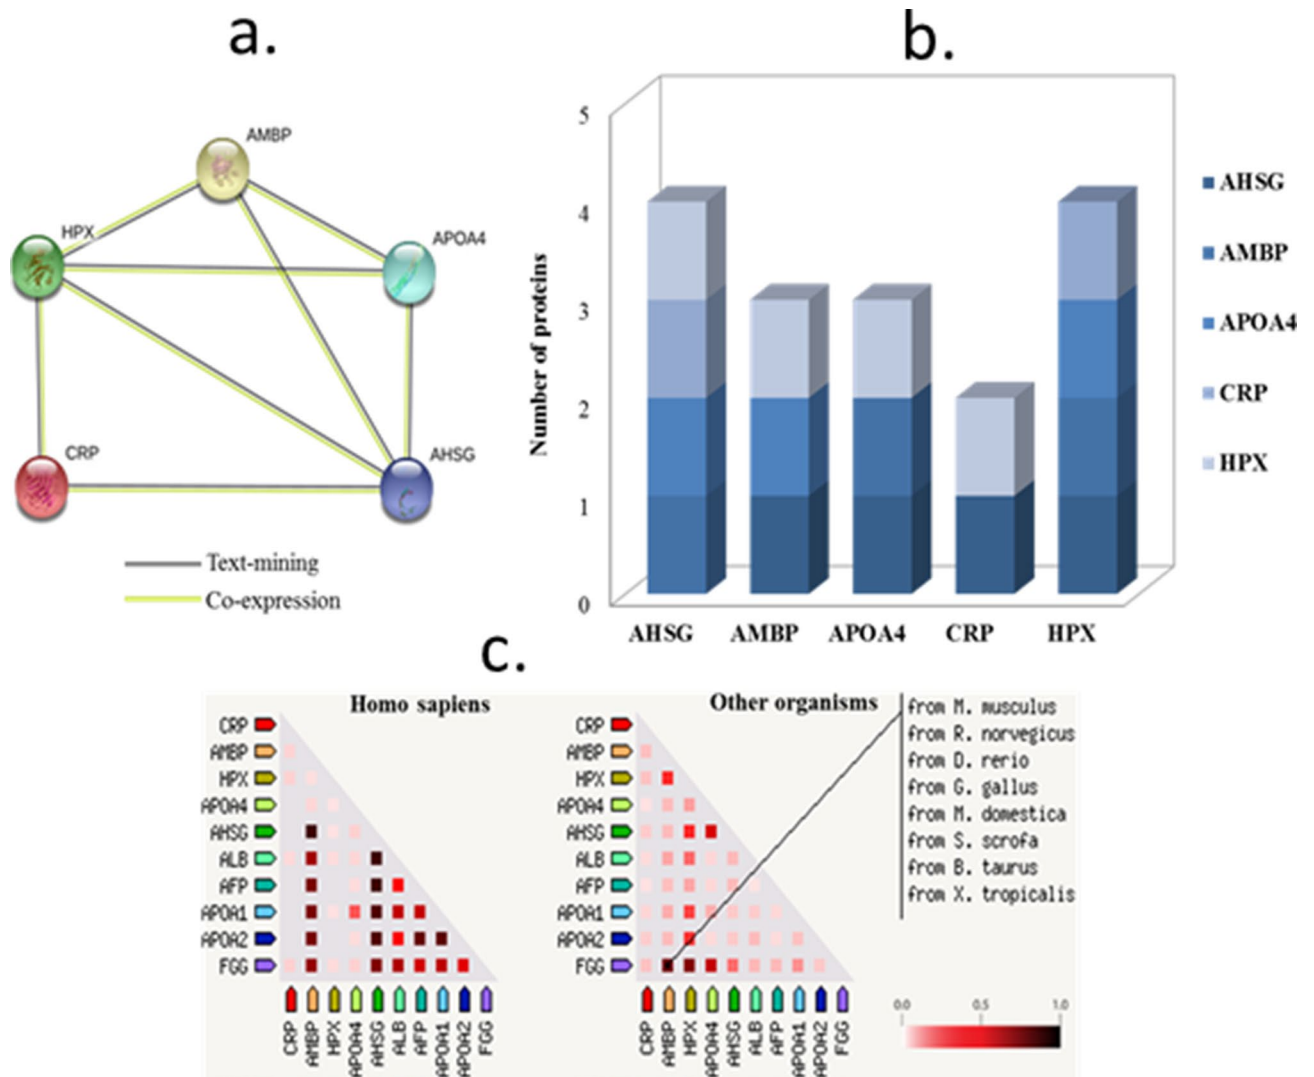 a.
AMBP
HPX
APOA4
CRP
AHSG
Text-mining
Co-expression
b.
Number of proteins
5
4
3
2
1
0
AHSG AMBP APOA4 CRP HPX
AHSG
AMBP
APOA4
CRP
HPX
c.
Homo sapiens
CRP
AMBP
HPX
APOA4
AHSG
ALB
AFP
APOA1
APOA2
FGG
CRP AMBP HPX APOA4 AHSG ALB AFP APOA1 APOA2 FGG
Other organisms
CRP
AMBP
HPX
APOA4
AHSG
ALB
AFP
APOA1
APOA2
FGG
CRP AMBP HPX APOA4 AHSG ALB AFP APOA1 APOA2 FGG
from M. musculus
from R. norvegicus
from D. rerio
from G. gallus
from M. domestica
from S. scrofa
from B. taurus
from X. tropicalis
0.0 0.5 1.0